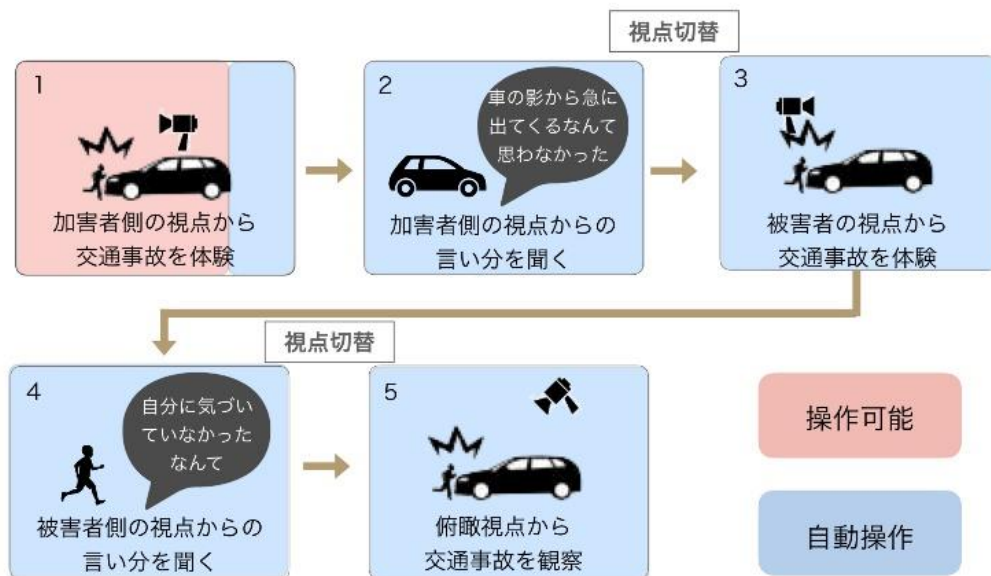 視点切替
1
加害者側の視点から
交通事故を体験
2
車の影から急に
出てくるなんて
思わなかった
加害者側の視点からの
言い分を聞く
3
被害者の視点から
交通事故を体験
視点切替
4
自分に気づい
ていなかった
なんて
被害者側の視点からの
言い分を聞く
5
俯瞰視点から
交通事故を観察
操作可能
自動操作